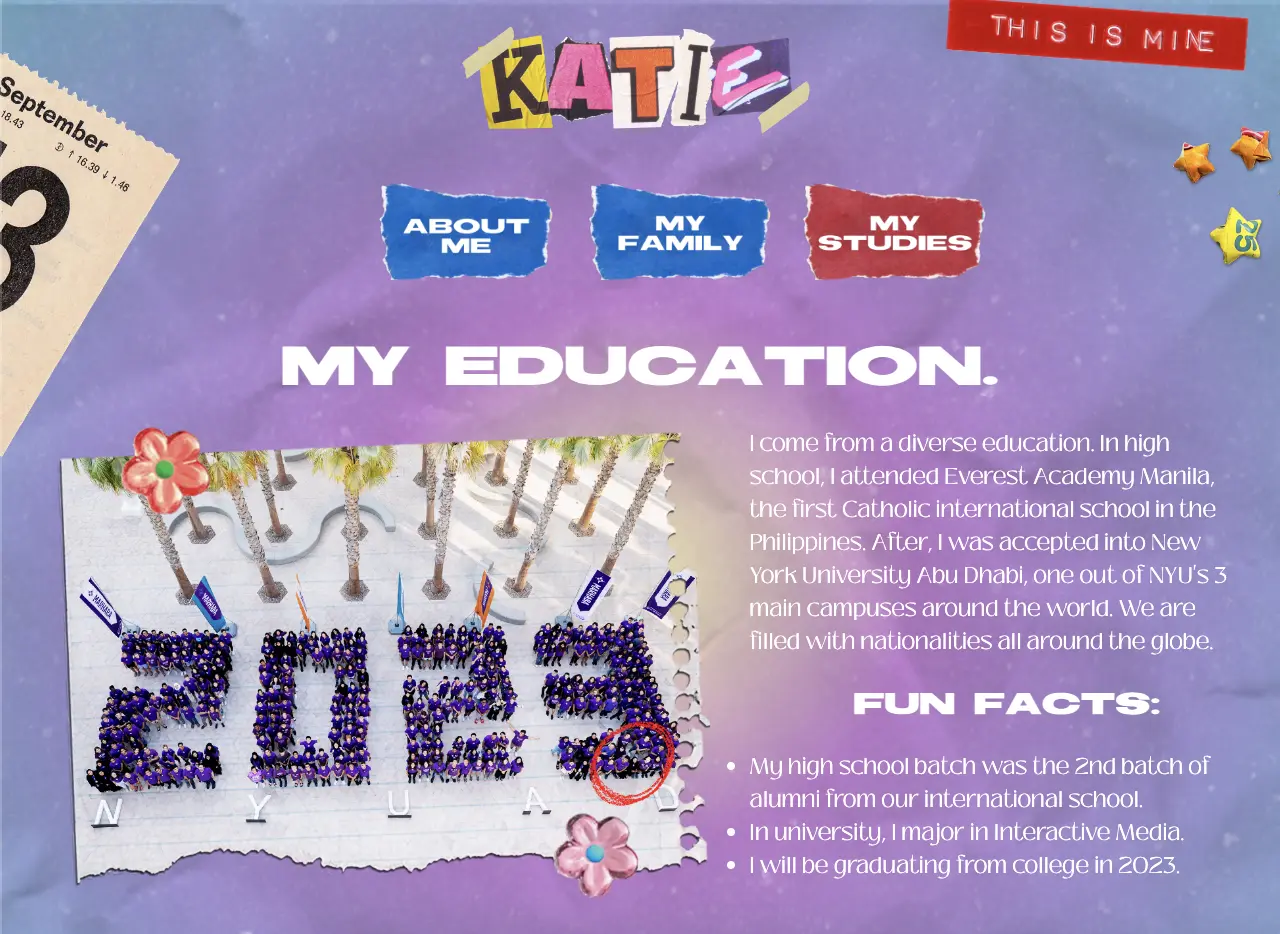 THIS IS MINE
KATIE
September
18.43
↑ 16.39 ↓ 1.46
3
ABOUT
ME
MY
FAMILY
MY
STUDIES
25
MY EDUCATION.
I come from a diverse education. In high
school, I attended Everest Academy Manila,
the first Catholic international school in the
Philippines. After, I was accepted into New
York University Abu Dhabi, one out of NYU's 3
main campuses around the world. We are
filled with nationalities all around the globe.
2023
N Y U A D
FUN FACTS:
My high school batch was the 2nd batch of
alumni from our international school.
In university, I major in Interactive Media.
I will be graduating from college in 2023.